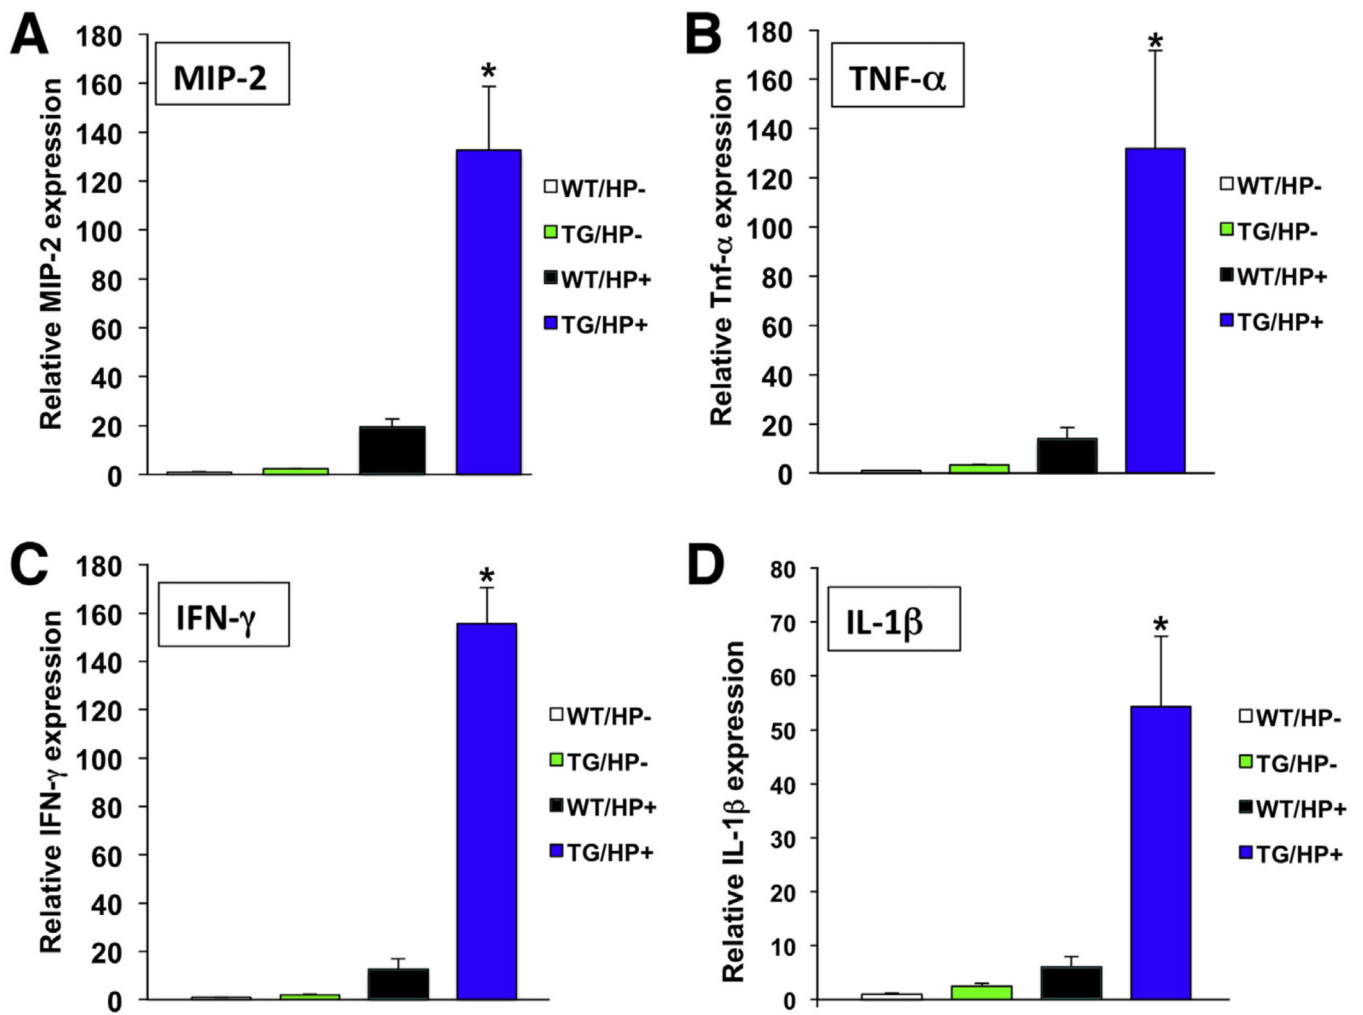 A
MIP-2
Relative MIP-2 expression
180
160
140
120
100
80
60
40
20
0
*
WT/HP-
TG/HP-
WT/HP+
TG/HP+
B
TNF-α
Relative Tnf-α expression
180
160
140
120
100
80
60
40
20
0
*
WT/HP-
TG/HP-
WT/HP+
TG/HP+
C
IFN-γ
Relative IFN-γ expression
180
160
140
120
100
80
60
40
20
0
*
WT/HP-
TG/HP-
WT/HP+
TG/HP+
D
IL-1β
Relative IL-1β expression
80
70
60
50
40
30
20
10
0
*
WT/HP-
TG/HP-
WT/HP+
TG/HP+